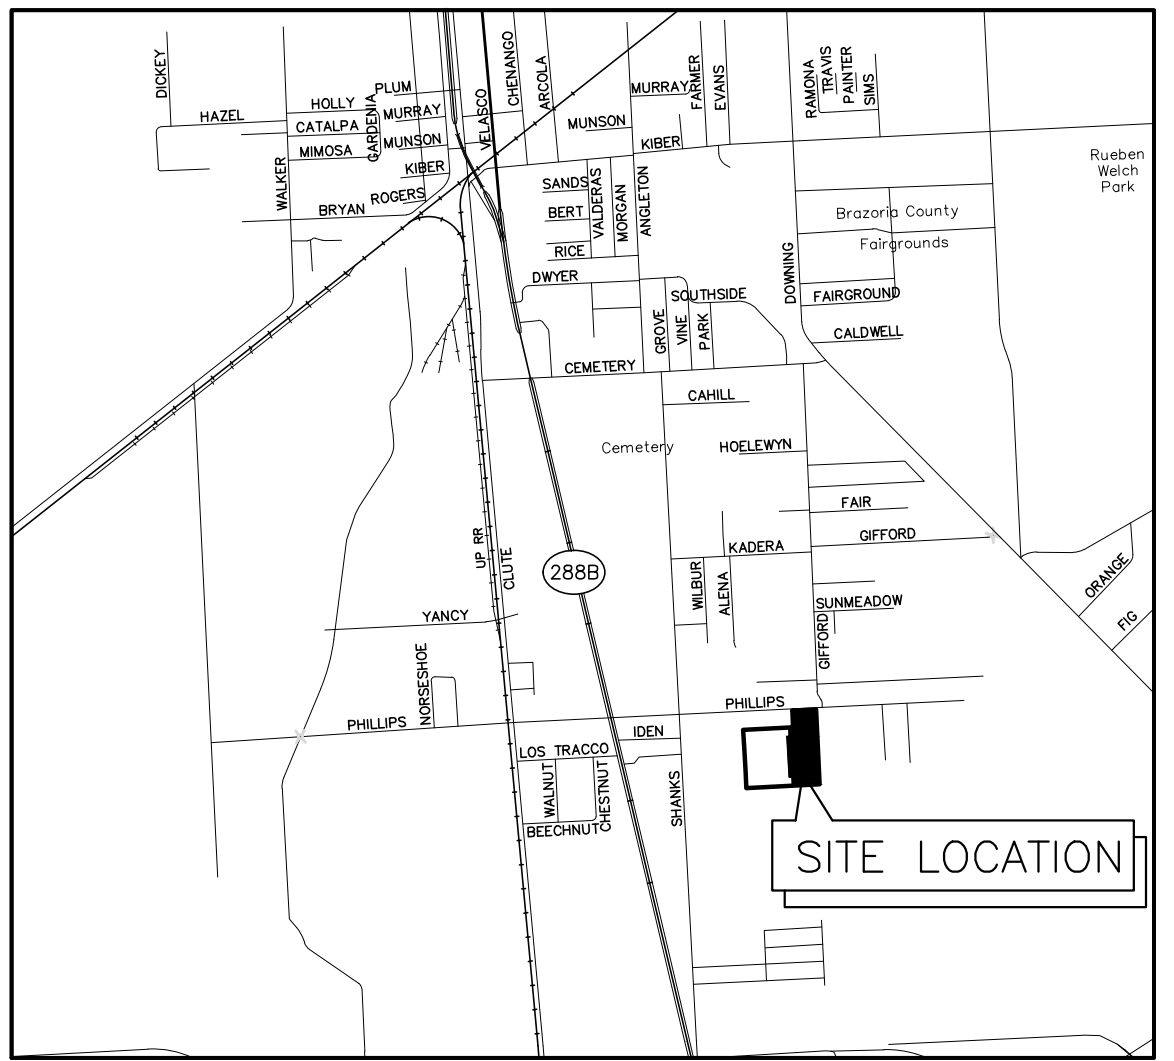 DICKEY
HAZEL
HOLLY
CATALPA
MIMOSA
GARDENIA
PLUM
MURRAY
MUNSON
KIBER
ROGERS
BRYAN
WALKER
VELASCO
CHENANGO
ARCOLA
MURRAY
MUNSON
KIBER
FARMER
EVANS
RAMONA
TRAVIS
PAINTER
SIMS
Rueben
Welch
Park
SANDS
BERT
RICE
VALDERAS
MORGAN
ANGLETON
DWYER
Brazoria County
Fairgrounds
DOWNING
FAIRGROUND
CALDWELL
SOUTHSIDE
GROVE
VINE
PARK
CEMETERY
CAHILL
Cemetery
HOELEWYN
FAIR
GIFFORD
KADERA
UP RR
CLUTE
288B
WILBUR
ALENA
SUNMEADOW
GIFFORD
ORANGE
FIG
YANCY
NORSESHOE
PHILLIPS
PHILLIPS
IDEN
LOS TRACCO
WALNUT
CHESTNUT
BEECHNUT
SHANKS
SITE LOCATION